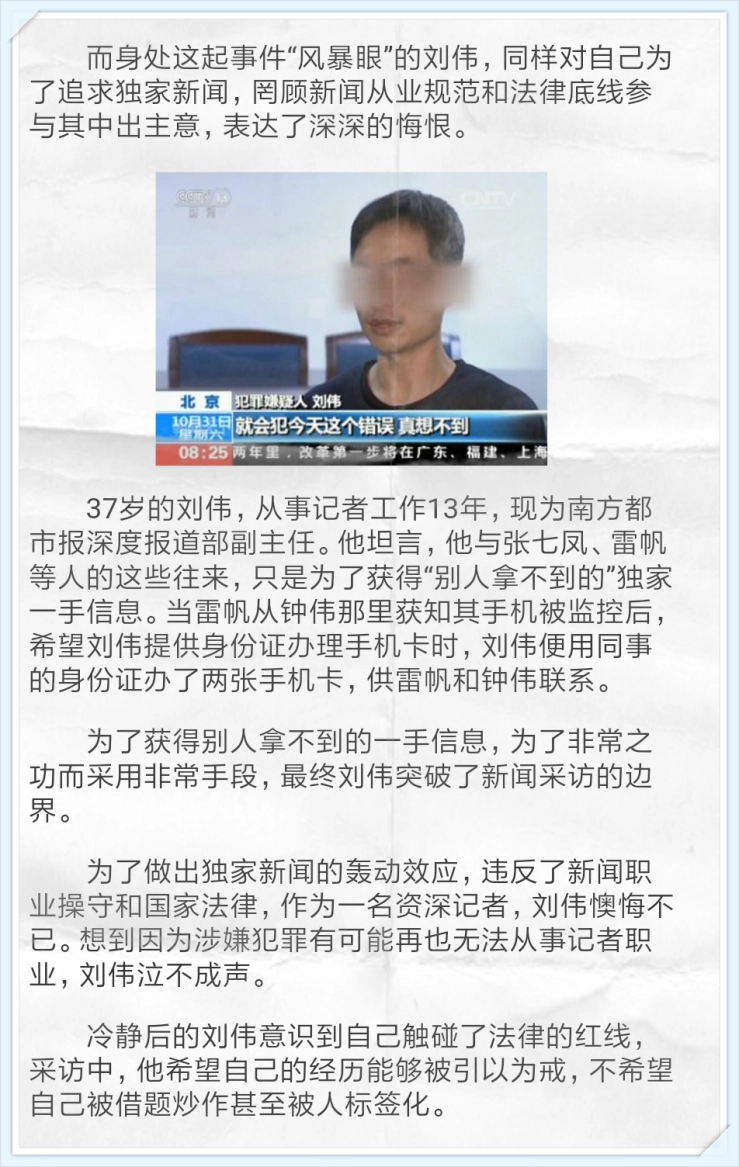 而身处这起事件“风暴眼”的刘伟，同样对自己为
了追求独家新闻，罔顾新闻从业规范和法律底线参
与其中出主意，表达了深深的悔恨。
CCTV 13
新闻
CNTV
北京
犯罪嫌疑人 刘伟
10月31日
星期六
就会犯今天这个错误 真想不到
08:25
两年里，改革第一步将在广东、福建、上海
37岁的刘伟，从事记者工作13年，现为南方都
市报深度报道部副主任。他坦言，他与张七凤、雷帆
等人的这些往来，只是为了获得“别人拿不到的”独家
一手信息。当雷帆从钟伟那里获知其手机被监控后，
希望刘伟提供身份证办理手机卡时，刘伟便用同事
的身份证办了两张手机卡，供雷帆和钟伟联系。
为了获得别人拿不到的一手信息，为了非常之
功而采用非常手段，最终刘伟突破了新闻采访的边
界。
为了做出独家新闻的轰动效应，违反了新闻职
业操守和国家法律，作为一名资深记者，刘伟懊悔不
已。想到因为涉嫌犯罪有可能再也无法从事记者职
业，刘伟泣不成声。
冷静后的刘伟意识到自己触碰了法律的红线，
采访中，他希望自己的经历能够被引以为戒，不希望
自己被借题炒作甚至被人标签化。